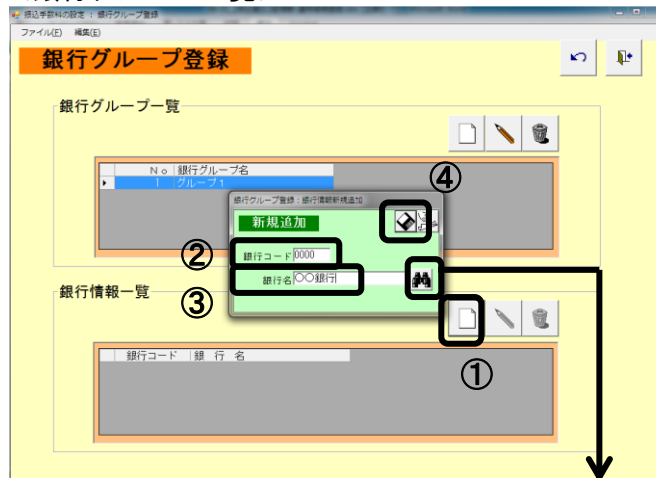 振込手数料の設定 : 銀行グループ登録
ファイル(F) 編集(E)
銀行グループ登録
銀行グループ一覧
No 銀行グループ名
1 グループ1
④
銀行グループ登録:銀行情報新規追加
新規追加
② 銀行コード 0000
③ 銀行名 〇〇銀行
銀行情報一覧
①
銀行コード 銀 行 名